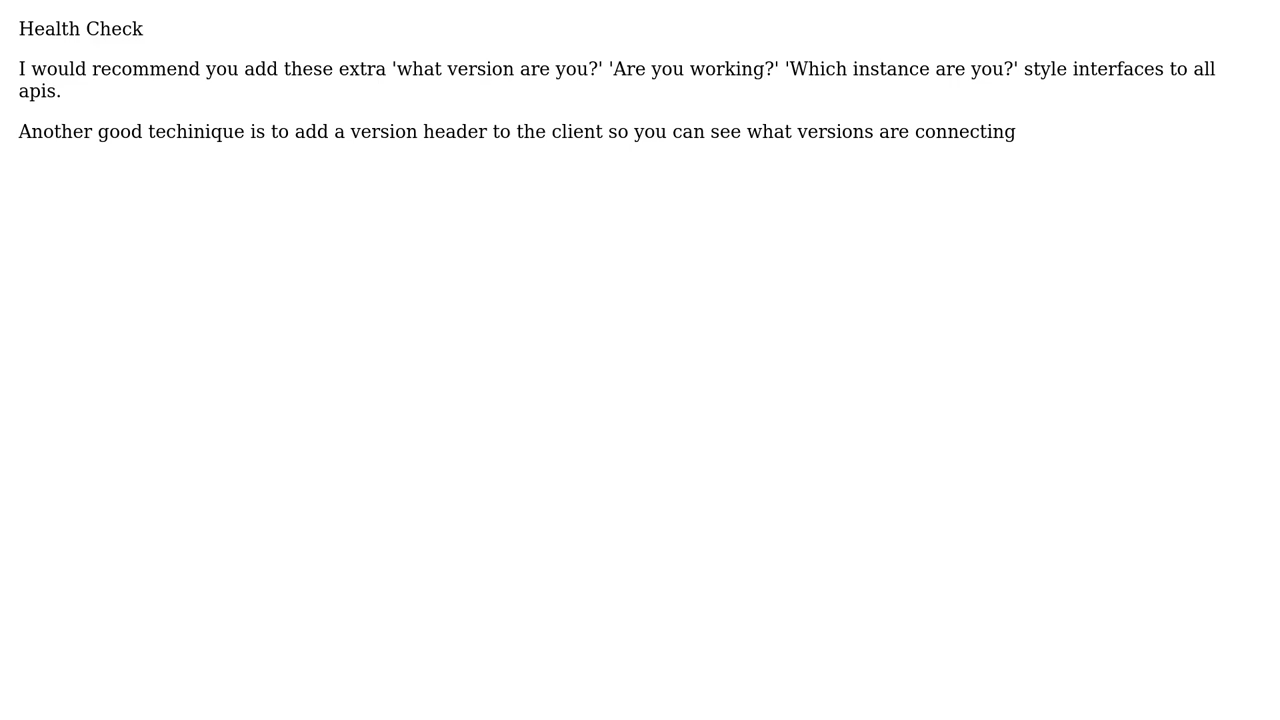 Health Check
I would recommend you add these extra 'what version are you?' 'Are you working?' 'Which instance are you?' style interfaces to all
apis.
Another good techinique is to add a version header to the client so you can see what versions are connecting